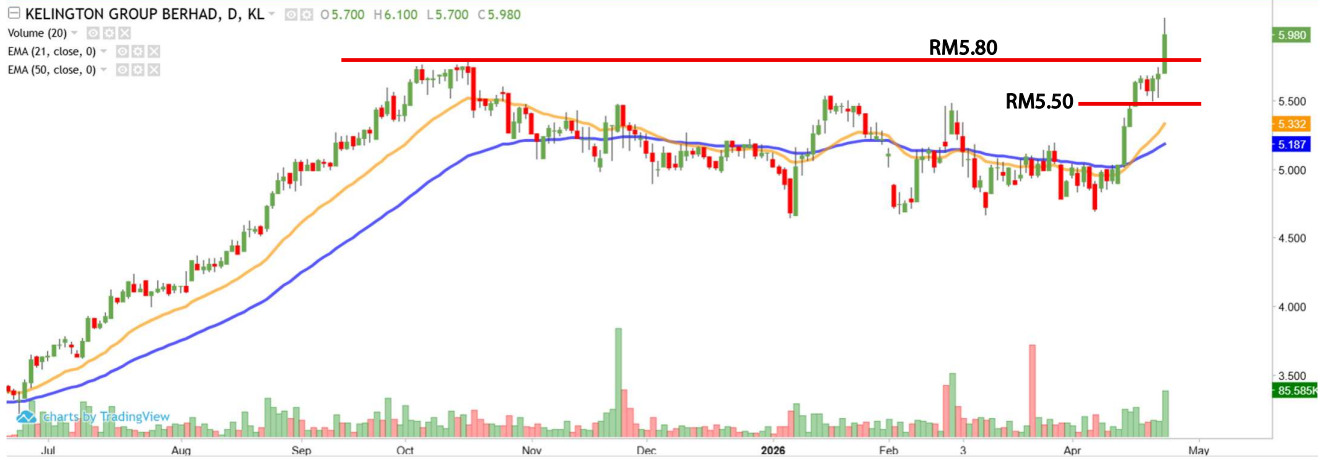 KELINGTON GROUP BERHAD, D, KL O5.700 H6.100 L5.700 C5.980
Volume (20)
EMA (21, close, 0)
EMA (50, close, 0)
RM5.80
RM5.50
5.980
5.500
5.332
5.187
5.000
4.500
4.000
3.500
85.585K
charts by TradingView
Jul Aug Sep Oct Nov Dec 2026 Feb 3 Apr May